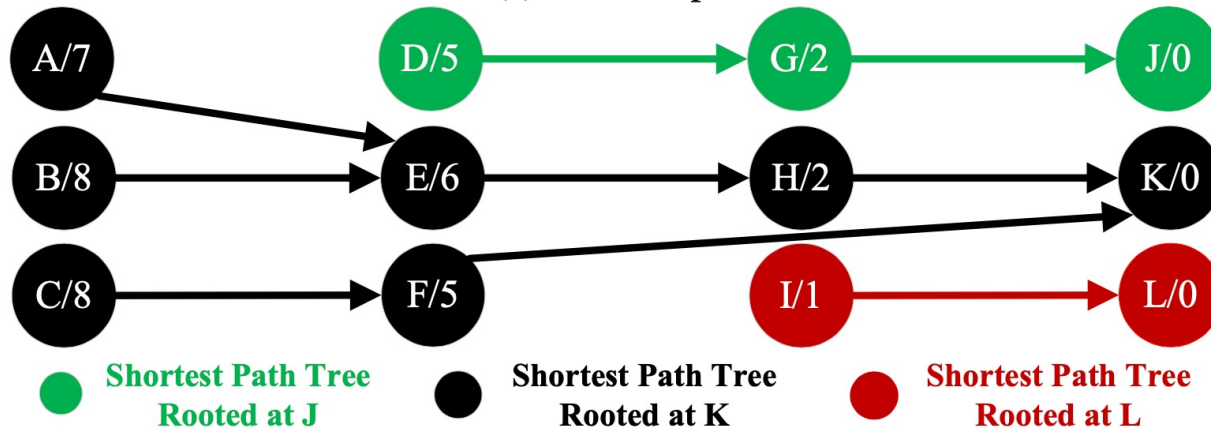 A/7
D/5
G/2
J/0
B/8
E/6
H/2
K/0
C/8
F/5
I/1
L/0
Shortest Path Tree
Rooted at J
Shortest Path Tree
Rooted at K
Shortest Path Tree
Rooted at L